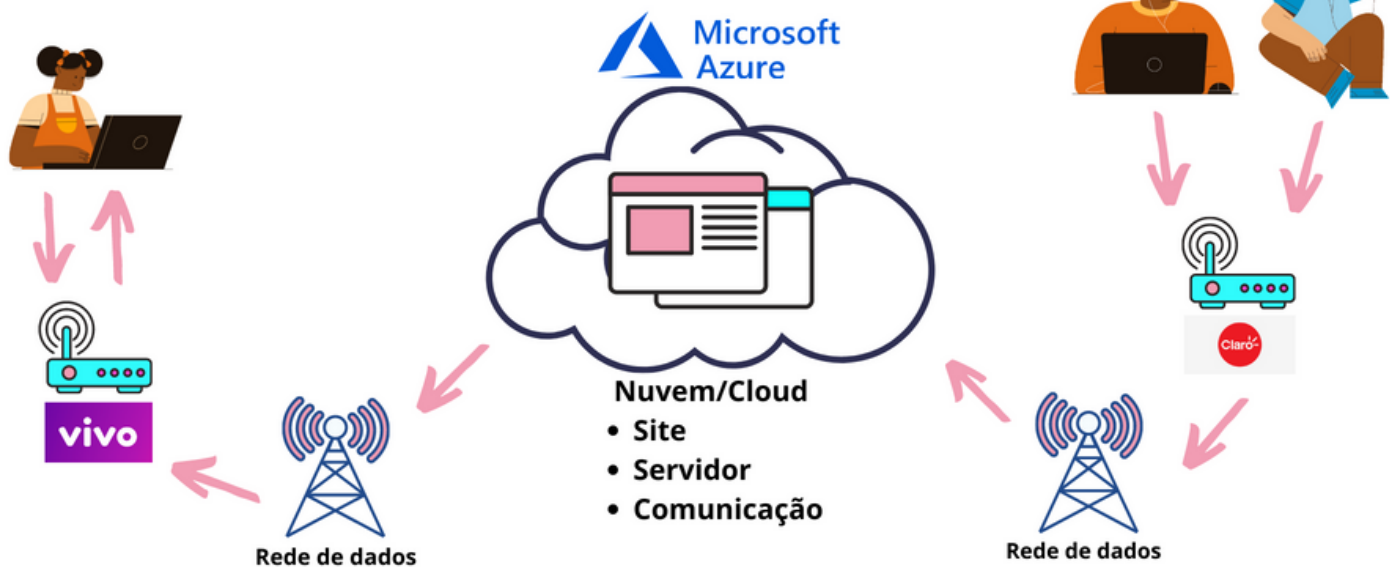 Microsoft
Azure
Claro
Nuvem/Cloud
• Site
• Servidor
• Comunicação
vivo
Rede de dados
Rede de dados